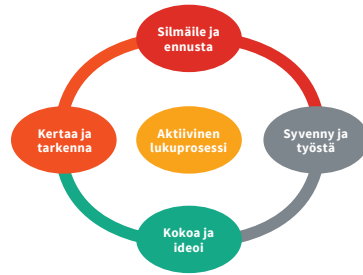 Silmäile ja
ennusta
Kertaa ja
tarkenna
Aktiivinen
lukuprosessi
Syvenny ja
työstä
Kokoa ja
ideoi